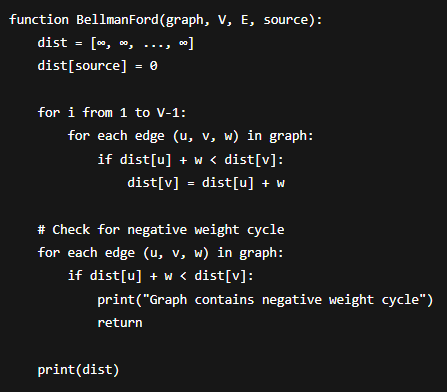 function BellmanFord(graph, V, E, source):
    dist = [∞, ∞, ..., ∞]
    dist[source] = 0

    for i from 1 to V-1:
        for each edge (u, v, w) in graph:
            if dist[u] + w < dist[v]:
                dist[v] = dist[u] + w

    # Check for negative weight cycle
    for each edge (u, v, w) in graph:
        if dist[u] + w < dist[v]:
            print("Graph contains negative weight cycle")
            return

    print(dist)